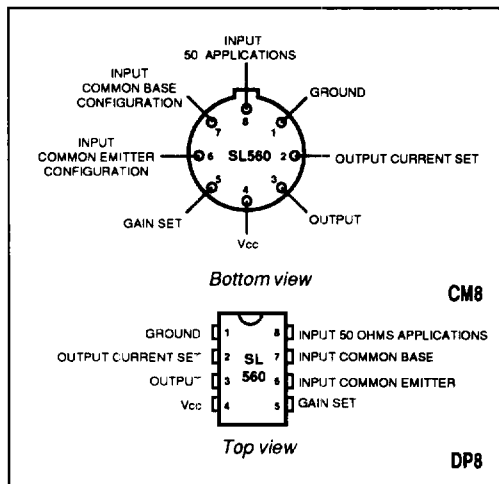 INPUT
50 APPLICATIONS
INPUT
COMMON BASE
CONFIGURATION
GROUND
8
7
1
INPUT
COMMON EMITTER
CONFIGURATION
6
SL560
2
OUTPUT CURRENT SET
5
4
3
GAIN SET
OUTPUT
Vcc
Bottom view
CM8
GROUND
1
8
INPUT 50 OHMS APPLICATIONS
OUTPUT CURRENT SET
2
SL
560
7
INPUT COMMON BASE
OUTPUT
3
6
INPUT COMMON EMITTER
Vcc
4
5
GAIN SET
Top view
DP8